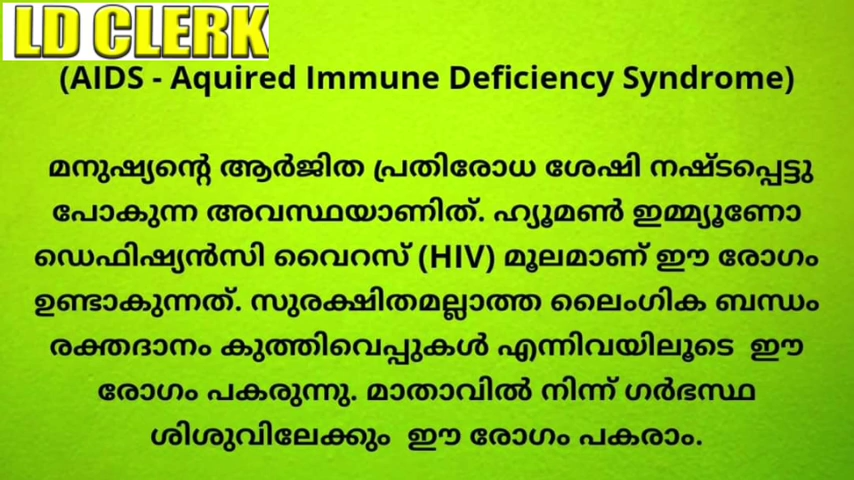 LD CLERK
(AIDS - Aquired Immune Deficiency Syndrome)
മനുഷ്യന്റെ ആർജിത പ്രതിരോധ ശേഷി നഷ്ടപ്പെട്ടു
പോകുന്ന അവസ്ഥയാണിത്. ഹ്യൂമൺ ഇമ്മ്യൂണോ
ഡെഫിഷ്യൻസി വൈറസ് (HIV) മൂലമാണ് ഈ രോഗം
ഉണ്ടാകുന്നത്. സുരക്ഷിതമല്ലാത്ത ലൈംഗിക ബന്ധം
രക്തദാനം കുത്തിവെപ്പുകൾ എന്നിവയിലൂടെ ഈ
രോഗം പകരുന്നു. മാതാവിൽ നിന്ന് ഗർഭസ്ഥ
ശിശുവിലേക്കും ഈ രോഗം പകരാം.